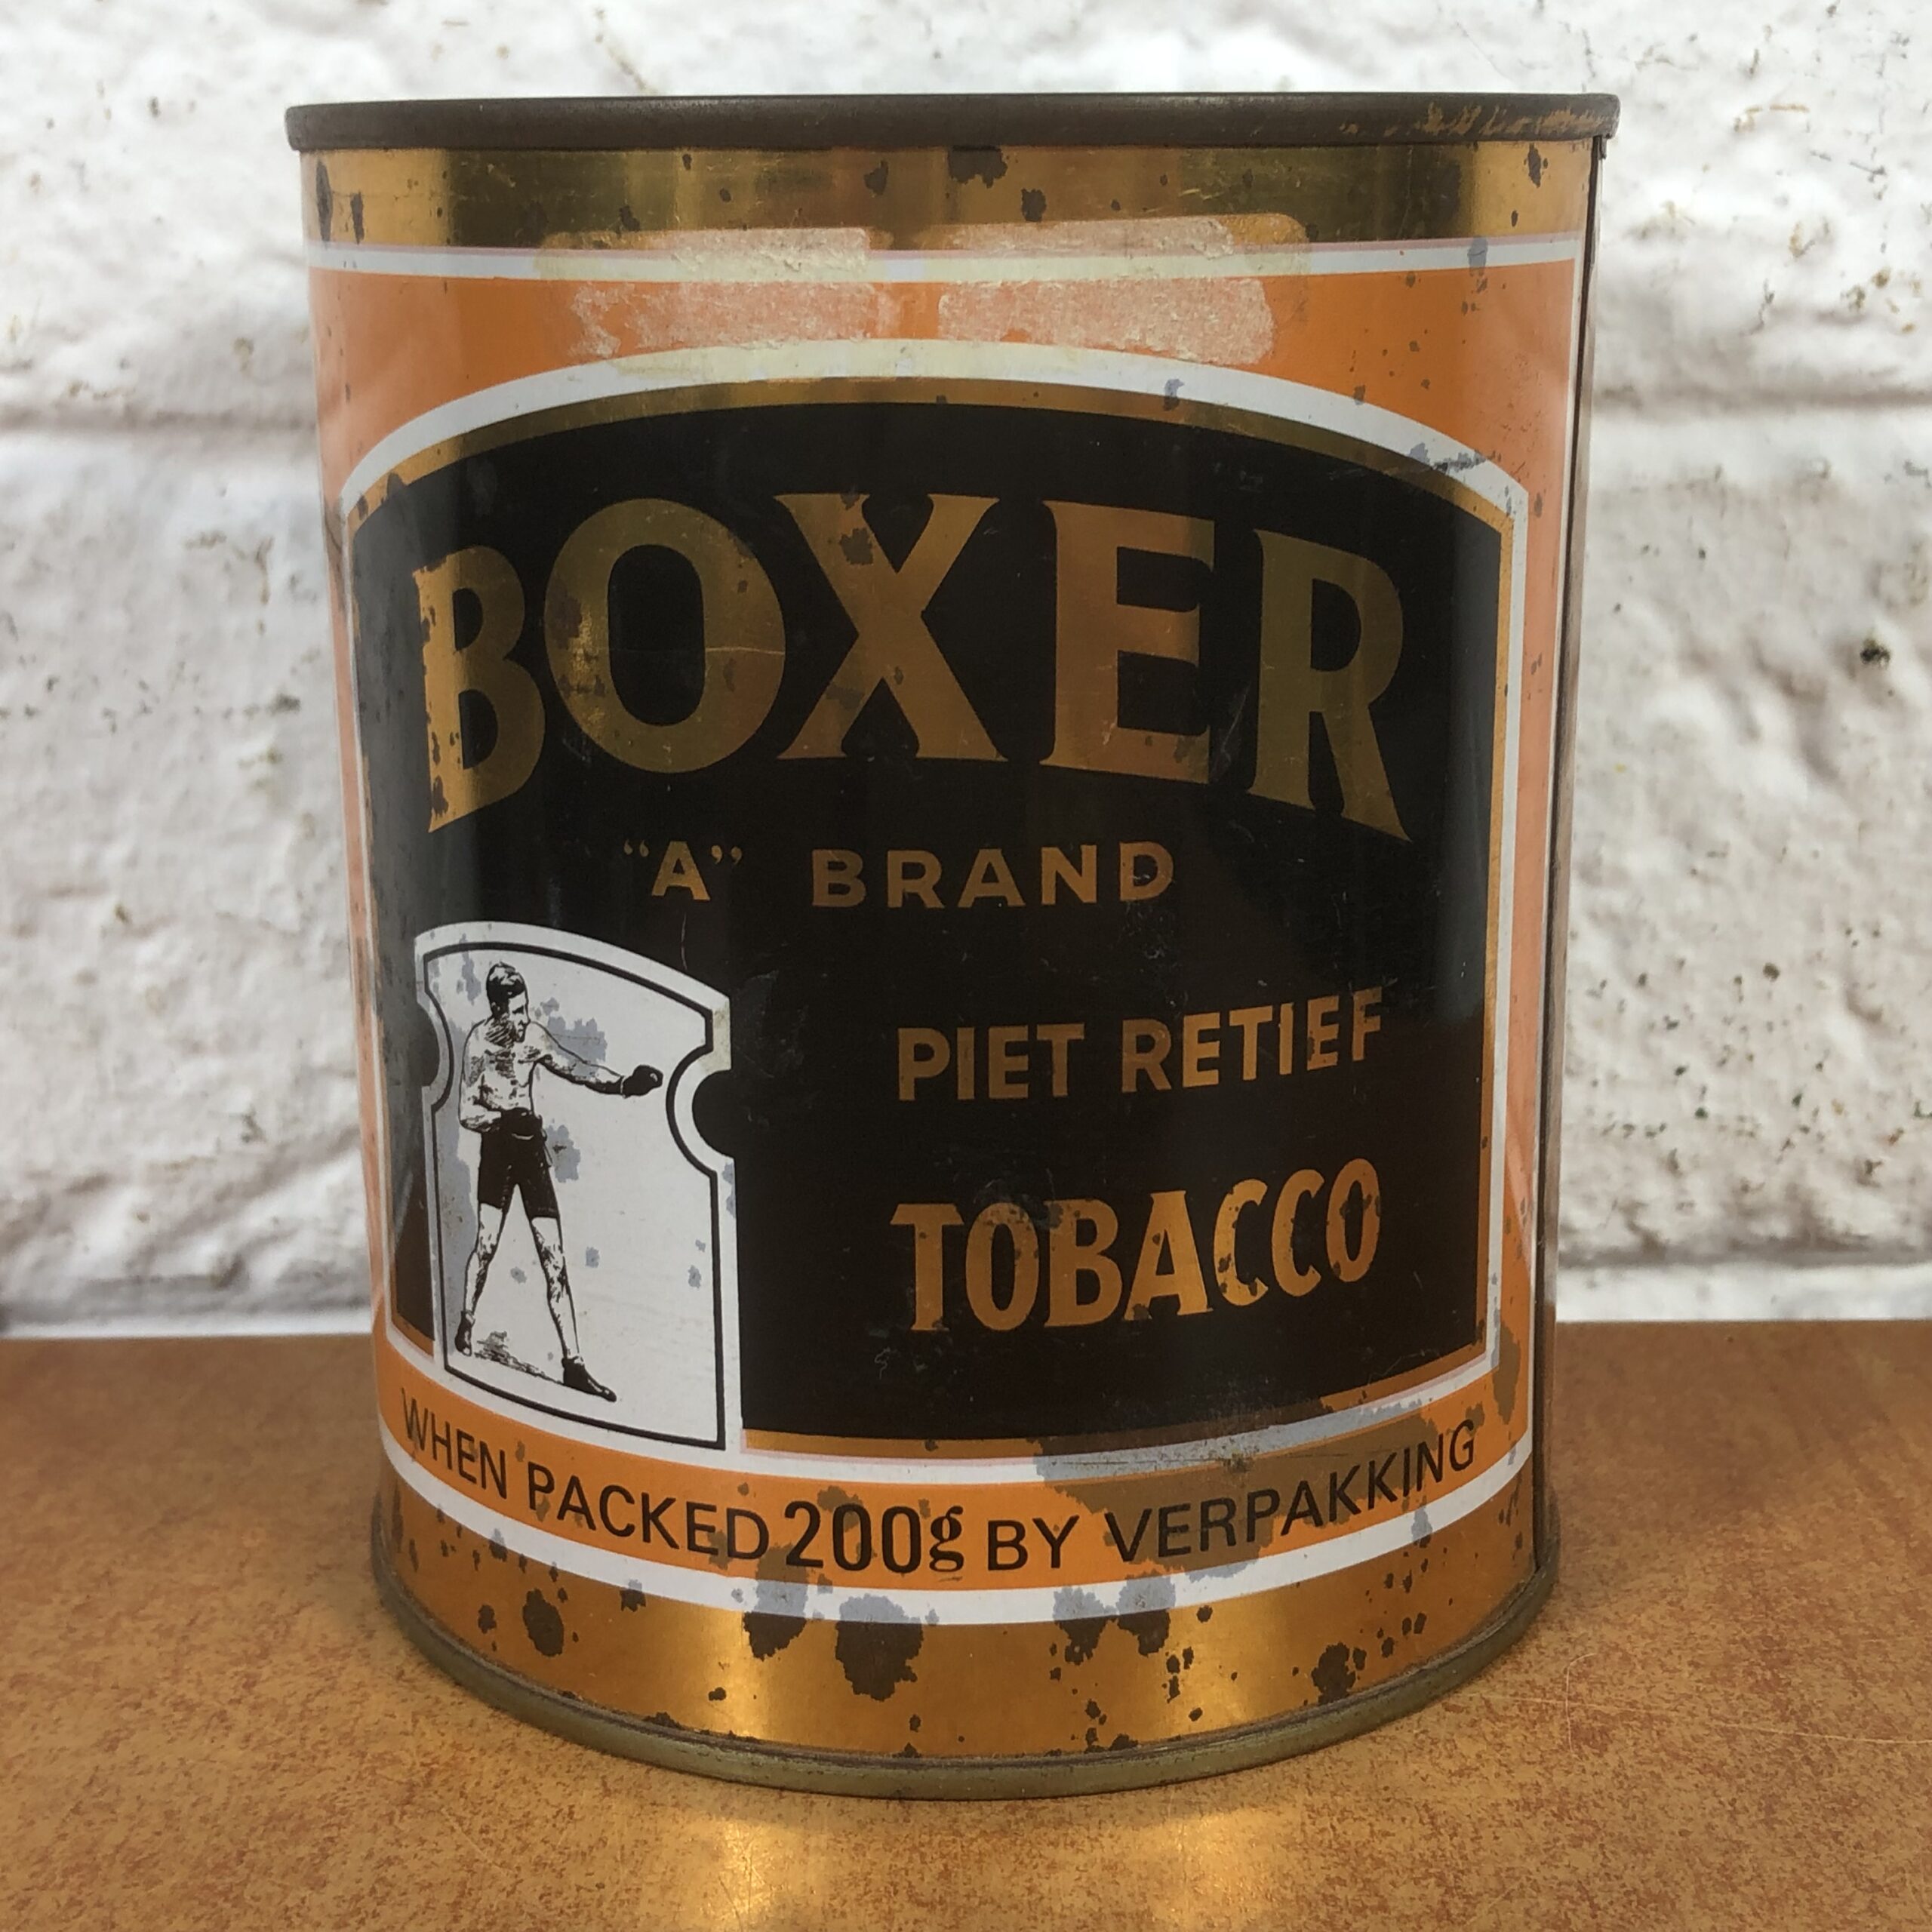 BOXER
“A” BRAND
PIET RETIEF
TOBACCO
WHEN PACKED 200g BY VERPAKKING